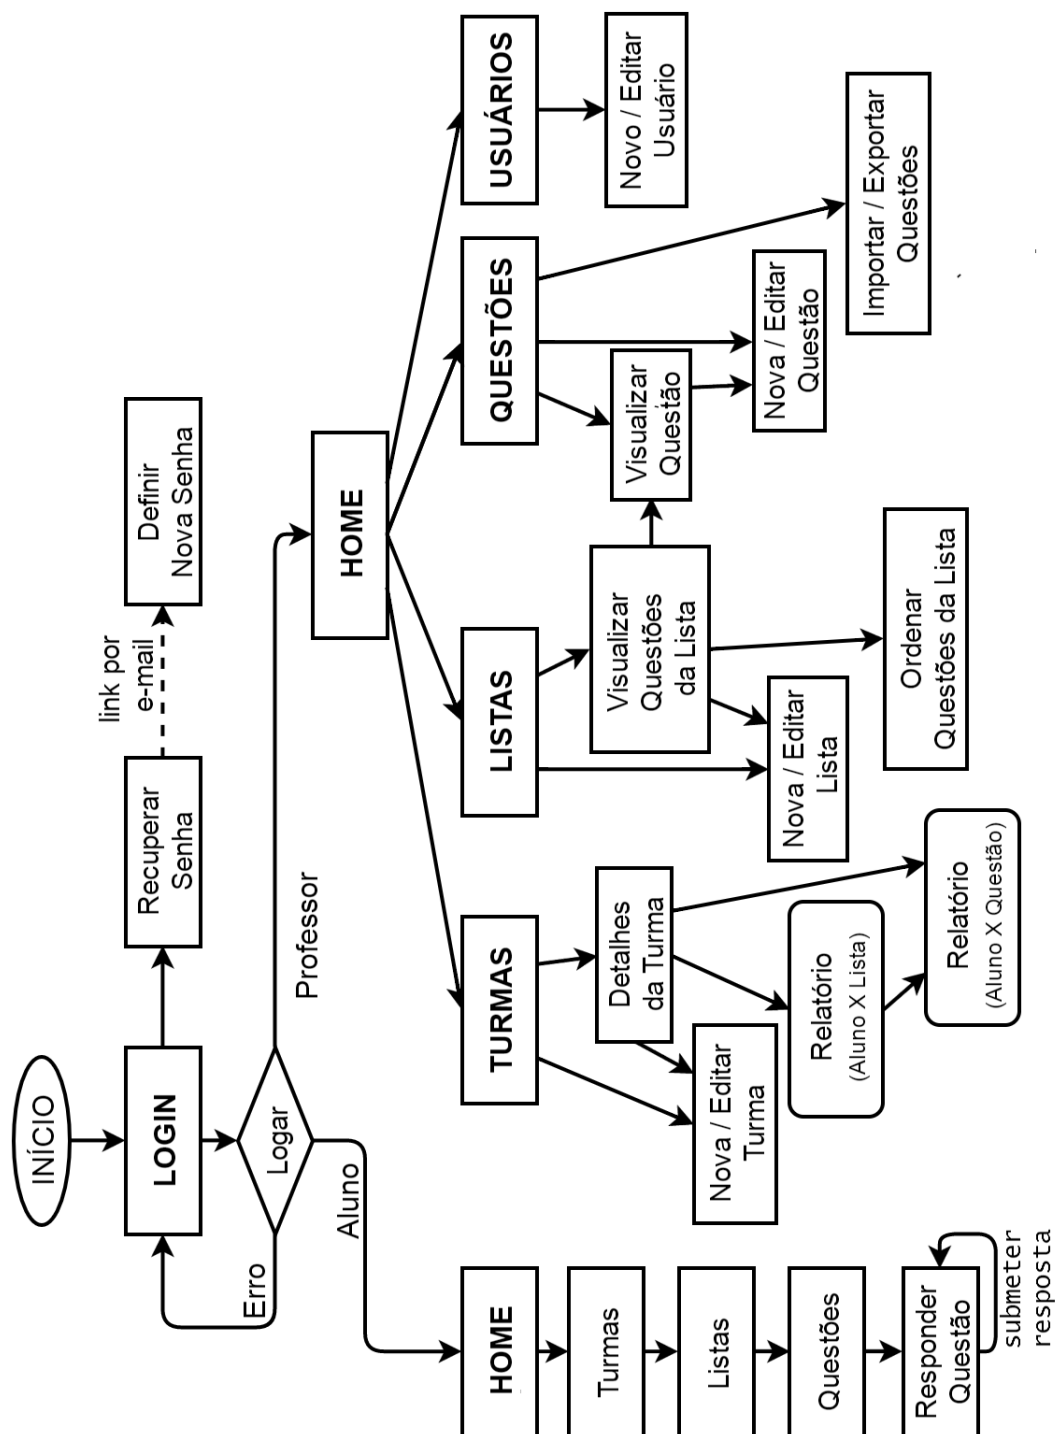 INÍCIO
LOGIN
Recuperar
Senha
link por
e-mail
Definir
Nova Senha
Logar
Erro
Aluno
Professor
HOME
TURMAS
LISTAS
QUESTÕES
USUÁRIOS
Detalhes
da Turma
Nova / Editar
Turma
Relatório
(Aluno X Lista)
Relatório
(Aluno X Questão)
Visualizar
Questões
da Lista
Nova / Editar
Lista
Ordenar
Questões da Lista
Visualizar
Questão
Nova / Editar
Questão
Importar / Exportar
Questões
Novo / Editar
Usuário
HOME
Turmas
Listas
Questões
Responder
Questão
submeter
resposta